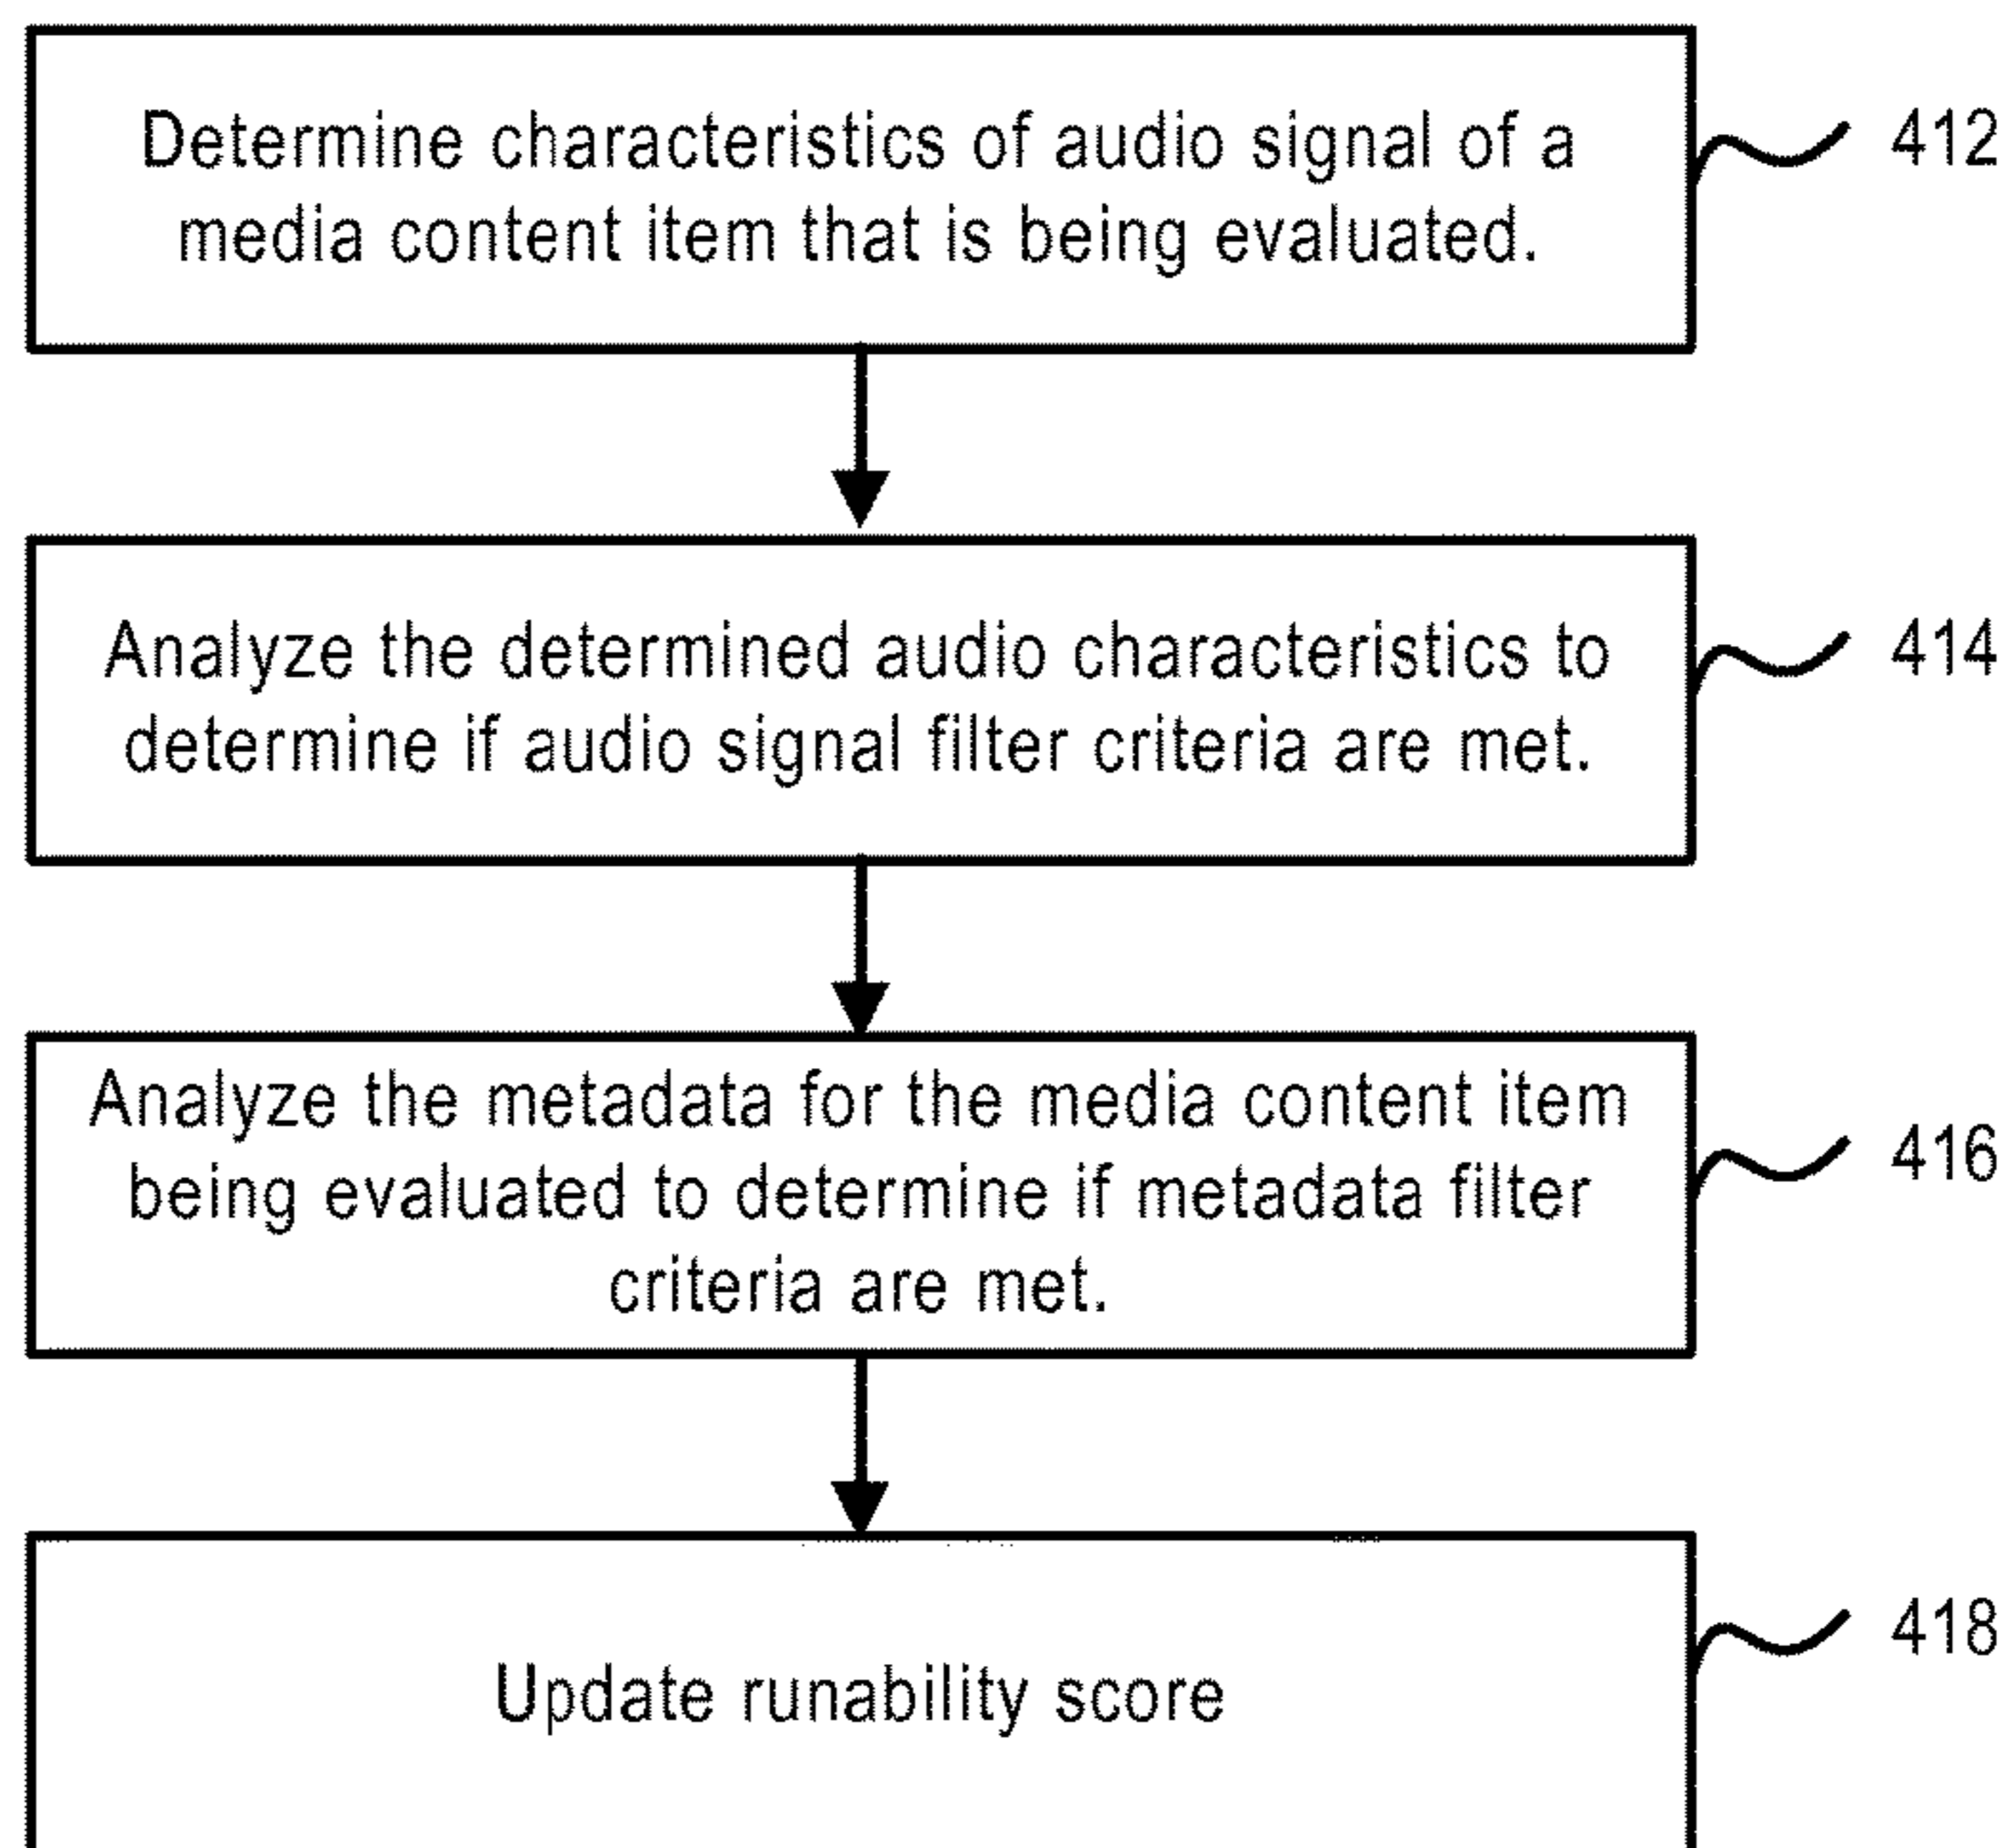 Determine characteristics of audio signal of a
media content item that is being evaluated.
412
Analyze the determined audio characteristics to
determine if audio signal filter criteria are met.
414
Analyze the metadata for the media content item
being evaluated to determine if metadata filter
criteria are met.
416
Update runability score
418